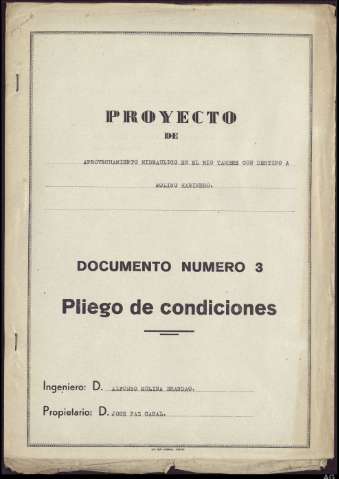 PROYECTO
DE
APROVECHAMIENTO HIDRAULICO EN EL RIO TAMBRE CON DESTINO A
MOLINO HARINERO.
DOCUMENTO NUMERO 3
Pliego de condiciones
Ingeniero: D. ALFONSO MOLINA BRANDAO.
Propietario: D. JOSE PAZ CASAL.